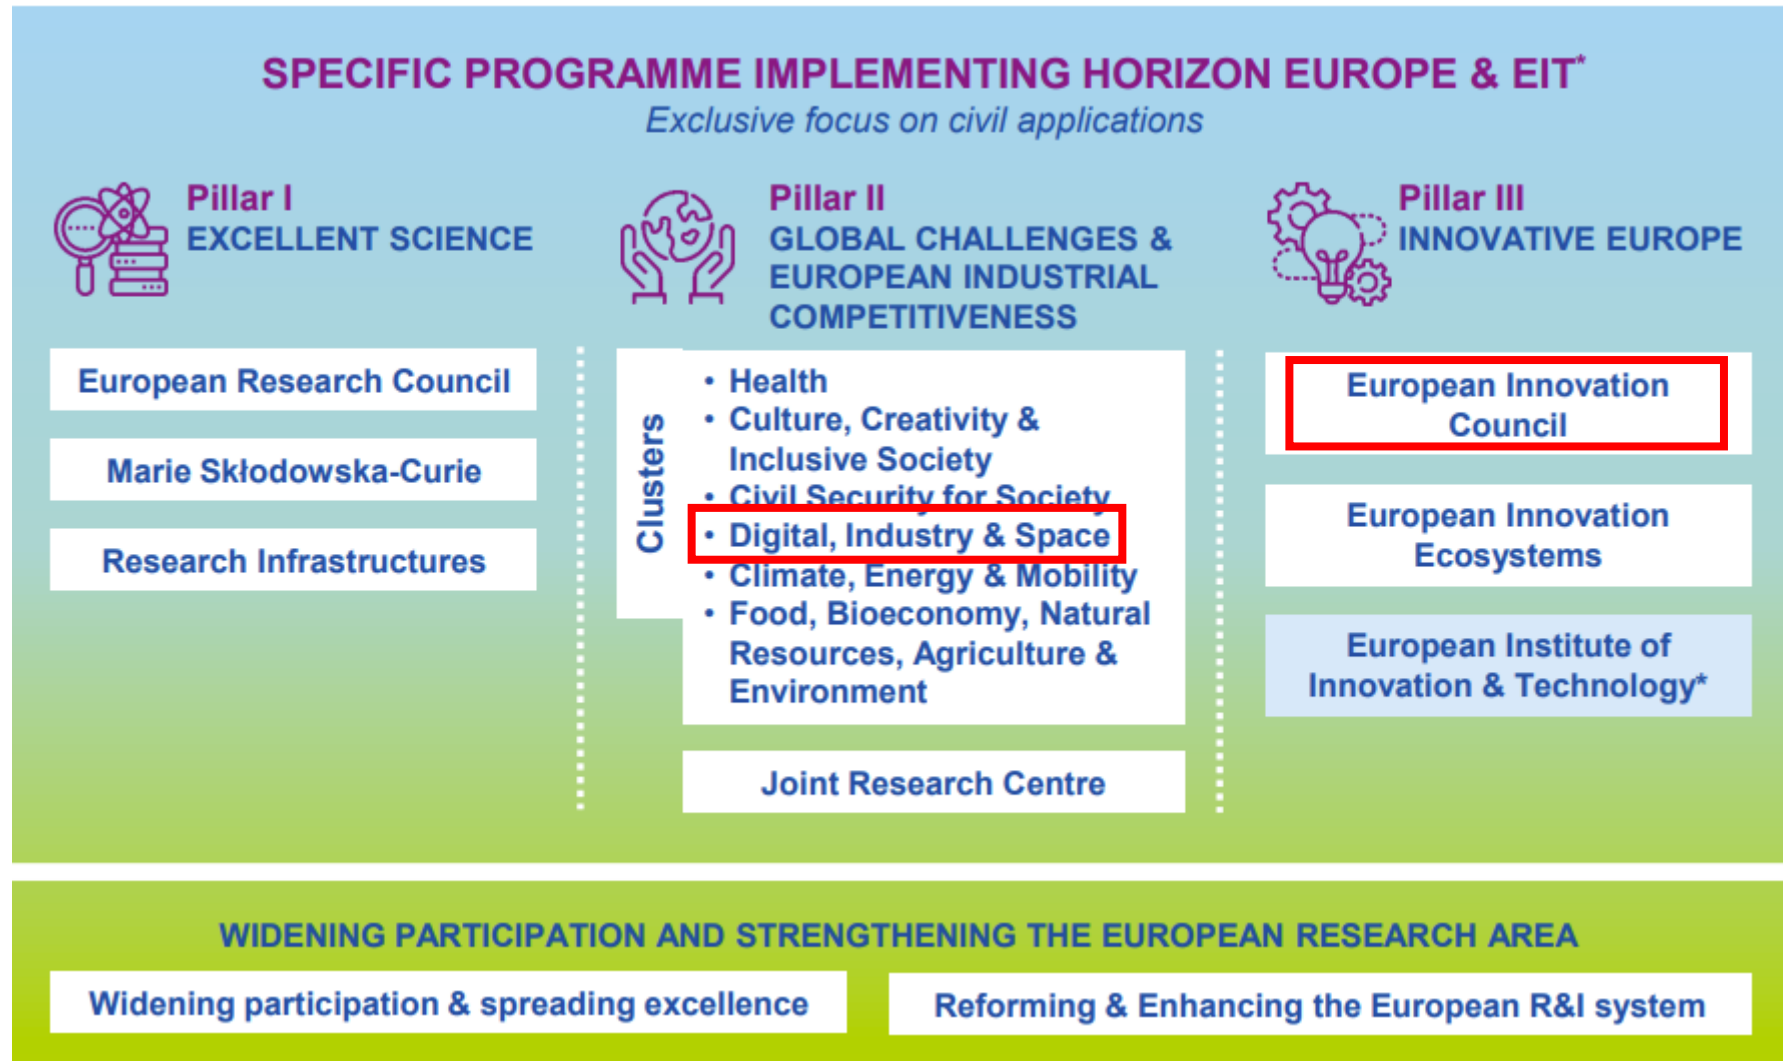 SPECIFIC PROGRAMME IMPLEMENTING HORIZON EUROPE & EIT*
Exclusive focus on civil applications
Pillar I
EXCELLENT SCIENCE
European Research Council
Marie Skłodowska-Curie
Research Infrastructures
Pillar II
GLOBAL CHALLENGES &
EUROPEAN INDUSTRIAL
COMPETITIVENESS
Clusters
• Health
• Culture, Creativity &
Inclusive Society
• Civil Security for Society
• Digital, Industry & Space
• Climate, Energy & Mobility
• Food, Bioeconomy, Natural
Resources, Agriculture &
Environment
Joint Research Centre
Pillar III
INNOVATIVE EUROPE
European Innovation
Council
European Innovation
Ecosystems
European Institute of
Innovation & Technology*
WIDENING PARTICIPATION AND STRENGTHENING THE EUROPEAN RESEARCH AREA
Widening participation & spreading excellence
Reforming & Enhancing the European R&I system